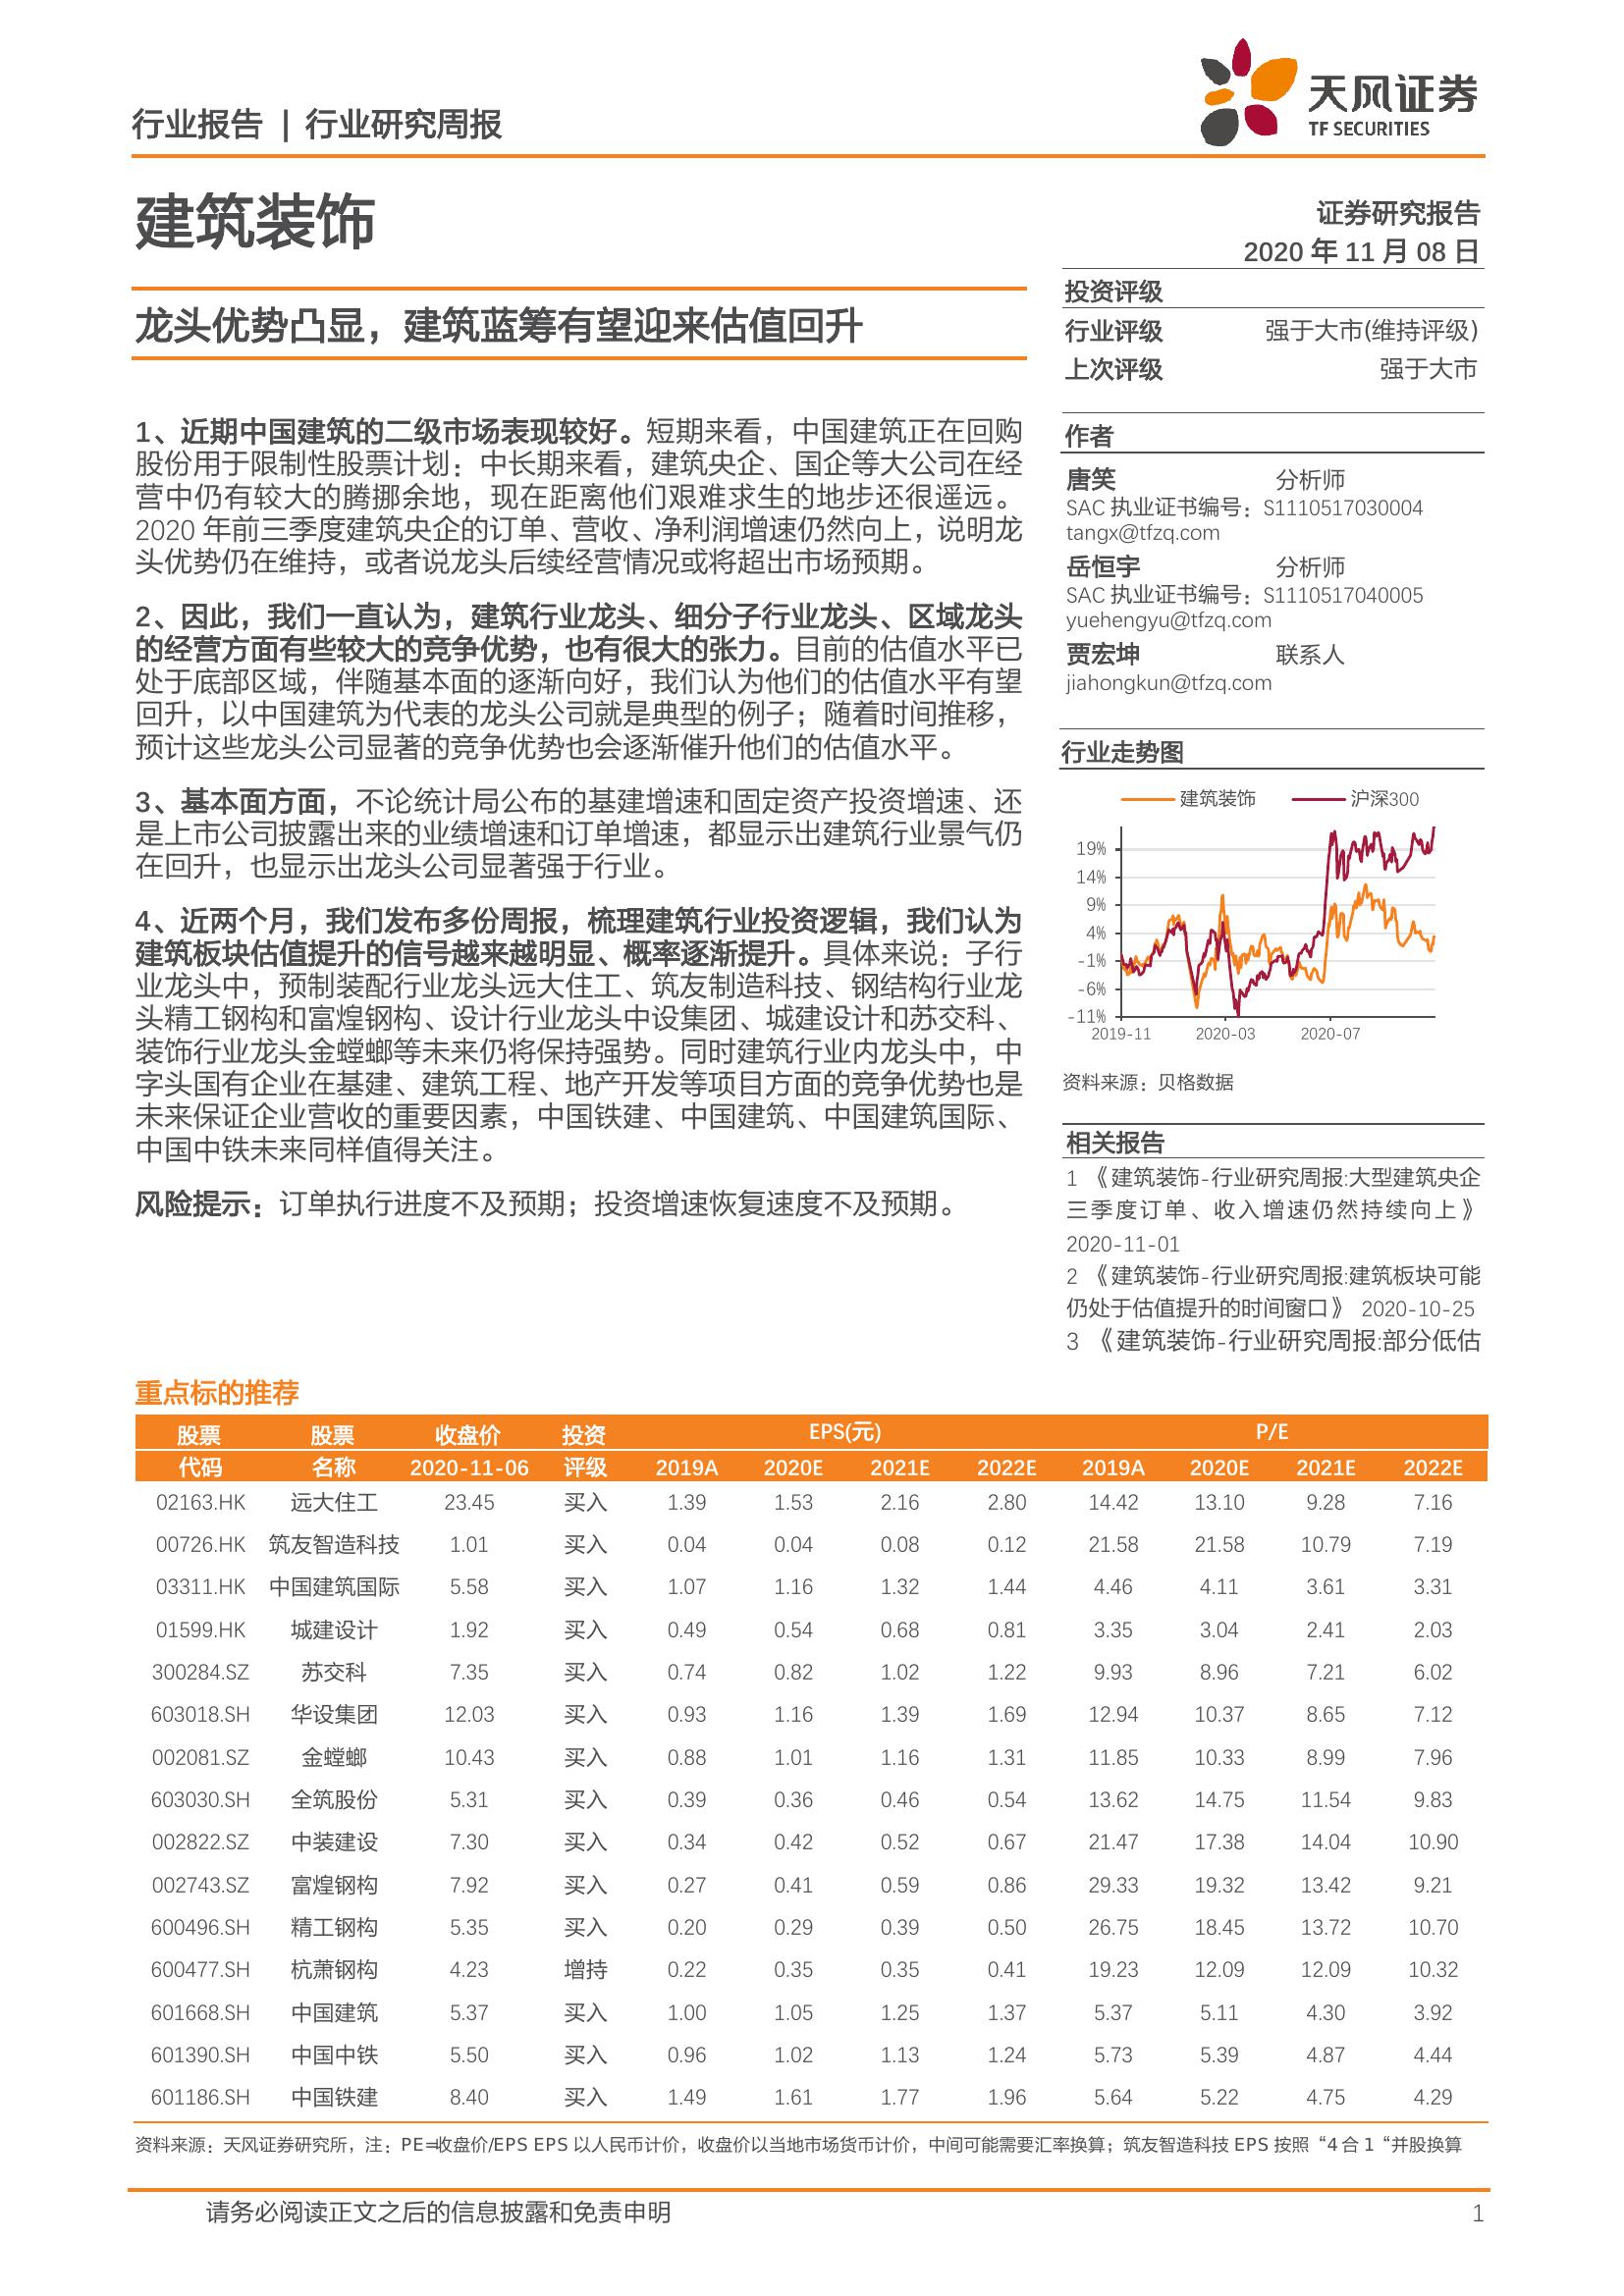 行业报告 | 行业研究周报
天风证券
TF SECURITIES
建筑装饰
证券研究报告
2020 年 11 月 08 日
龙头优势凸显，建筑蓝筹有望迎来估值回升
1、近期中国建筑的二级市场表现较好。短期来看，中国建筑正在回购
股份用于限制性股票计划：中长期来看，建筑央企、国企等大公司在经
营中仍有较大的腾挪余地，现在距离他们艰难求生的地步还很遥远。
2020 年前三季度建筑央企的订单、营收、净利润增速仍然向上，说明龙
头优势仍在维持，或者说龙头后续经营情况或将超出市场预期。
2、因此，我们一直认为，建筑行业龙头、细分子行业龙头、区域龙头
的经营方面有些较大的竞争优势，也有很大的张力。目前的估值水平已
处于底部区域，伴随基本面的逐渐向好，我们认为他们的估值水平有望
回升，以中国建筑为代表的龙头公司就是典型的例子；随着时间推移，
预计这些龙头公司显著的竞争优势也会逐渐催升他们的估值水平。
3、基本面方面，不论统计局公布的基建增速和固定资产投资增速、还
是上市公司披露出来的业绩增速和订单增速，都显示出建筑行业景气仍
在回升，也显示出龙头公司显著强于行业。
4、近两个月，我们发布多份周报，梳理建筑行业投资逻辑，我们认为
建筑板块估值提升的信号越来越明显、概率逐渐提升。具体来说：子行
业龙头中，预制装配行业龙头远大住工、筑友制造科技、钢结构行业龙
头精工钢构和富煌钢构、设计行业龙头中设集团、城建设计和苏交科、
装饰行业龙头金螳螂等未来仍将保持强势。同时建筑行业内龙头中，中
字头国有企业在基建、建筑工程、地产开发等项目方面的竞争优势也是
未来保证企业营收的重要因素，中国铁建、中国建筑、中国建筑国际、
中国中铁未来同样值得关注。
风险提示：订单执行进度不及预期；投资增速恢复速度不及预期。
投资评级
行业评级 强于大市(维持评级)
上次评级 强于大市
作者
唐笑 分析师
SAC 执业证书编号：S1110517030004
tangx@tfzq.com
岳恒宇 分析师
SAC 执业证书编号：S1110517040005
yuehengyu@tfzq.com
贾宏坤 联系人
jiahongkun@tfzq.com
行业走势图
建筑装饰 沪深300
19%
14%
9%
4%
-1%
-6%
-11%
2019-11 2020-03 2020-07
资料来源：贝格数据
相关报告
1 《建筑装饰-行业研究周报:大型建筑央企
三季度订单、收入增速仍然持续向上》
2020-11-01
2 《建筑装饰-行业研究周报:建筑板块可能
仍处于估值提升的时间窗口》 2020-10-25
3 《建筑装饰-行业研究周报:部分低估
重点标的推荐
股票 股票 收盘价 投资 EPS(元) P/E
代码 名称 2020-11-06 评级 2019A 2020E 2021E 2022E 2019A 2020E 2021E 2022E
02163.HK 远大住工 23.45 买入 1.39 1.53 2.16 2.80 14.42 13.10 9.28 7.16
00726.HK 筑友智造科技 1.01 买入 0.04 0.04 0.08 0.12 21.58 21.58 10.79 7.19
03311.HK 中国建筑国际 5.58 买入 1.07 1.16 1.32 1.44 4.46 4.11 3.61 3.31
01599.HK 城建设计 1.92 买入 0.49 0.54 0.68 0.81 3.35 3.04 2.41 2.03
300284.SZ 苏交科 7.35 买入 0.74 0.82 1.02 1.22 9.93 8.96 7.21 6.02
603018.SH 华设集团 12.03 买入 0.93 1.16 1.39 1.69 12.94 10.37 8.65 7.12
002081.SZ 金螳螂 10.43 买入 0.88 1.01 1.16 1.31 11.85 10.33 8.99 7.96
603030.SH 全筑股份 5.31 买入 0.39 0.36 0.46 0.54 13.62 14.75 11.54 9.83
002822.SZ 中装建设 7.30 买入 0.34 0.42 0.52 0.67 21.47 17.38 14.04 10.90
002743.SZ 富煌钢构 7.92 买入 0.27 0.41 0.59 0.86 29.33 19.32 13.42 9.21
600496.SH 精工钢构 5.35 买入 0.20 0.29 0.39 0.50 26.75 18.45 13.72 10.70
600477.SH 杭萧钢构 4.23 增持 0.22 0.35 0.35 0.41 19.23 12.09 12.09 10.32
601668.SH 中国建筑 5.37 买入 1.00 1.05 1.25 1.37 5.37 5.11 4.30 3.92
601390.SH 中国中铁 5.50 买入 0.96 1.02 1.13 1.24 5.73 5.39 4.87 4.44
601186.SH 中国铁建 8.40 买入 1.49 1.61 1.77 1.96 5.64 5.22 4.75 4.29
资料来源：天风证券研究所，注：PE=收盘价/EPS EPS 以人民币计价，收盘价以当地市场货币计价，中间可能需要汇率换算；筑友智造科技 EPS 按照“4 合 1“并股换算
请务必阅读正文之后的信息披露和免责申明 1